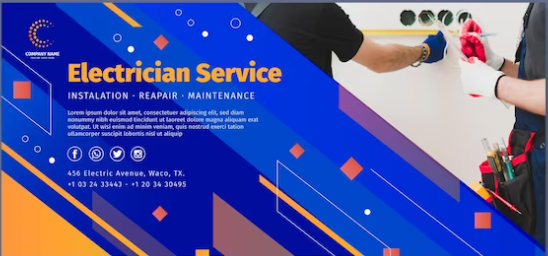 COMPANY NAME
Electrician Service
INSTALATION · REAPAIR · MAINTENANCE
Lorem ipsum dolor sit amet, consectetuer adipiscing elit, sed diam
nonummy nibh euismod tincidunt ut laoreet dolore magna aliquam erat
volutpat. Ut wisi enim ad minim veniam, quis nostrud exerci tation
ullamcorper suscipit lobortis nisl ut aliquip
456 Electric Avenue, Waco, TX.
+1 03 24 33443 - +1 20 34 30495